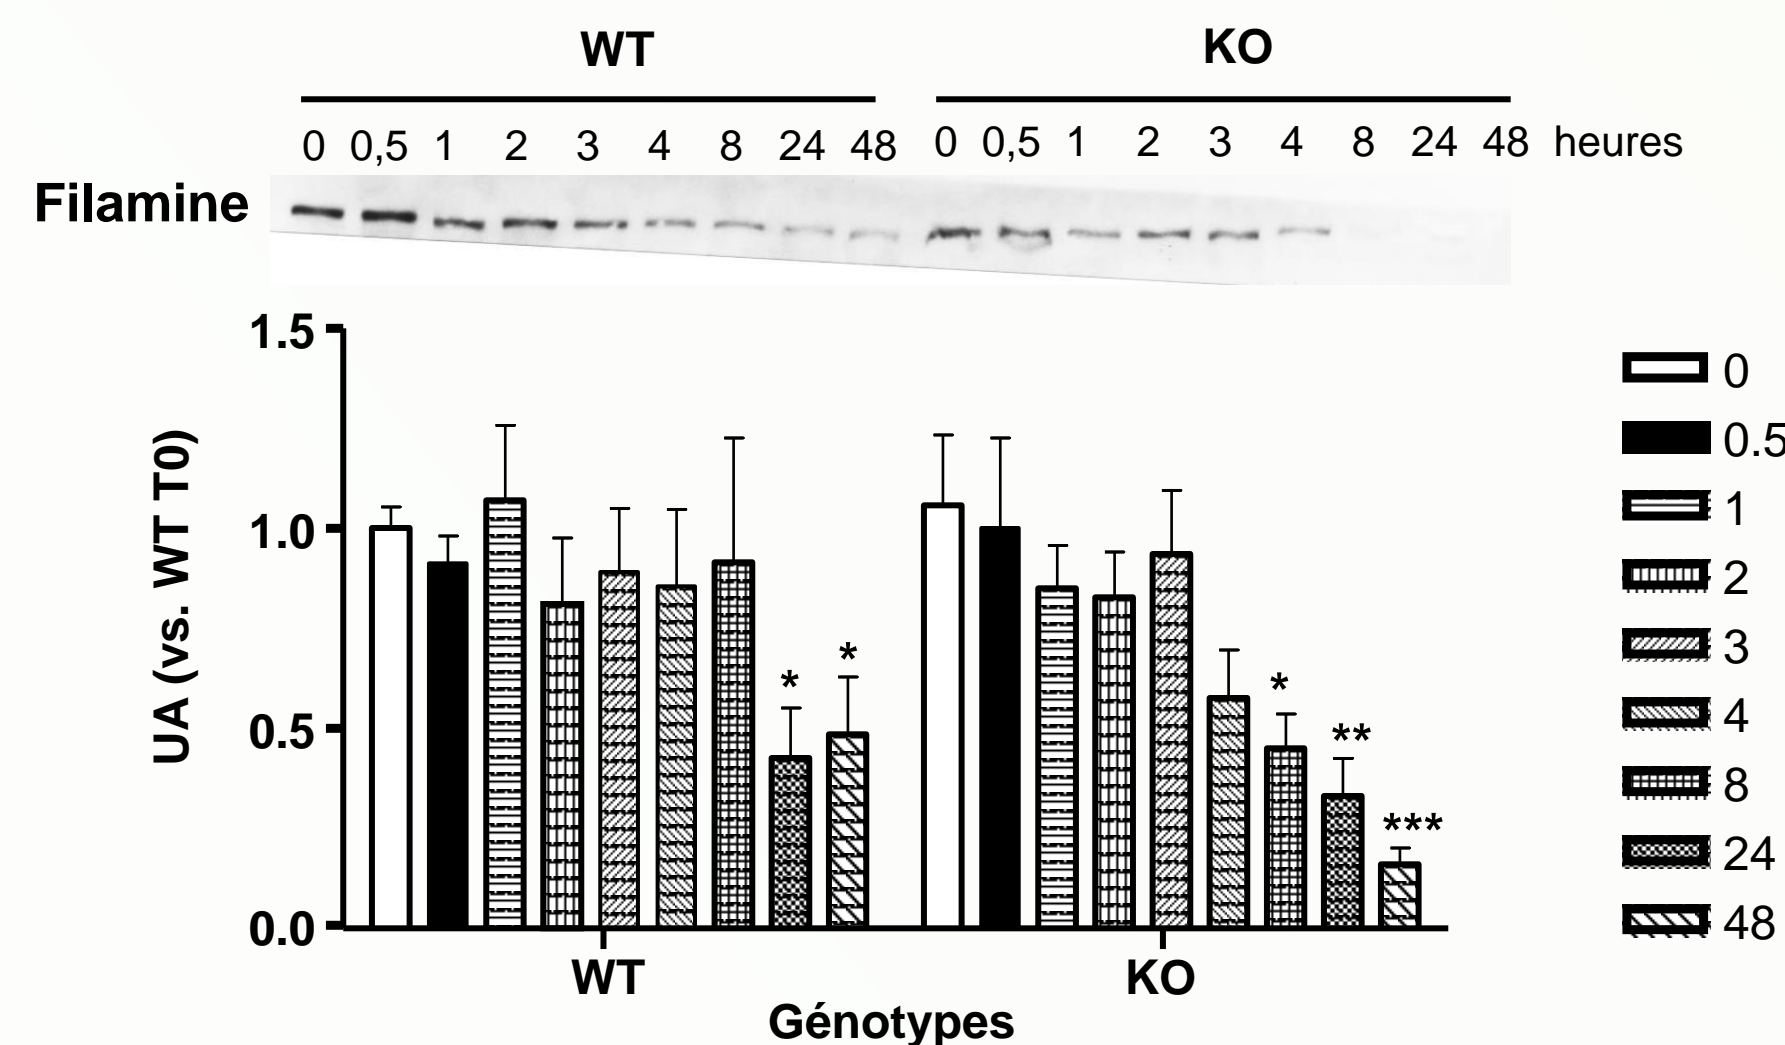 WT KO
0 0,5 1 2 3 4 8 24 48 0 0,5 1 2 3 4 8 24 48 heures
Filamine
1.5
1.0
0.5
0.0
UA (vs. WT T0)
* * * ** ***
WT KO
Génotypes
0
0.5
1
2
3
4
8
24
48